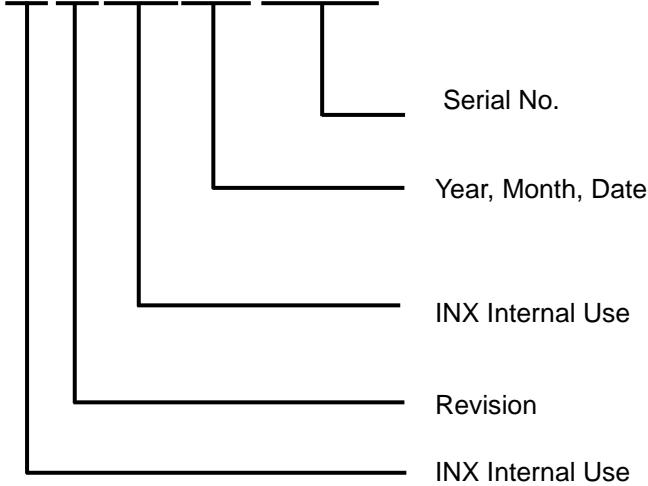 Serial No.
Year, Month, Date
INX Internal Use
Revision
INX Internal Use